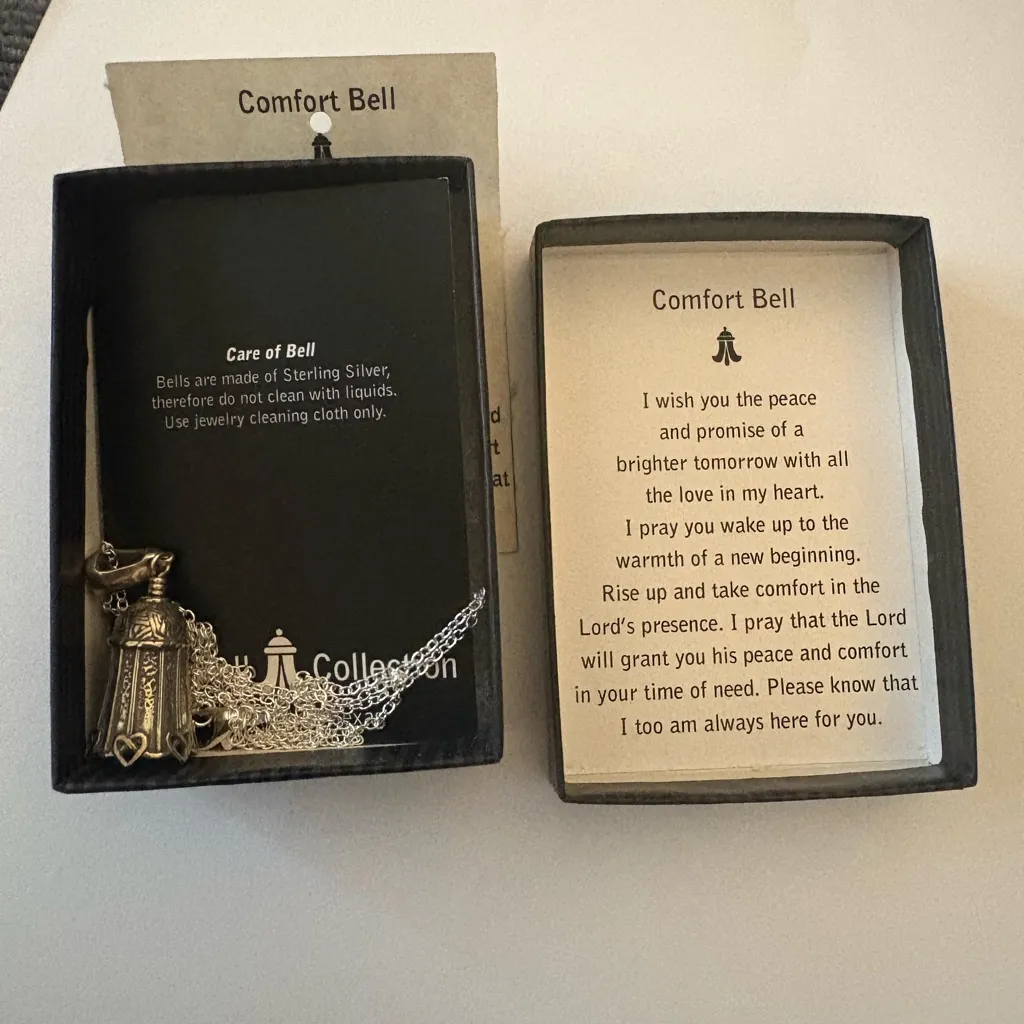 Comfort Bell
Care of Bell
Bells are made of Sterling Silver,
therefore do not clean with liquids.
Use jewelry cleaning cloth only.
Collection
d
t
at
Comfort Bell
I wish you the peace
and promise of a
brighter tomorrow with all
the love in my heart.
I pray you wake up to the
warmth of a new beginning.
Rise up and take comfort in the
Lord's presence. I pray that the Lord
will grant you his peace and comfort
in your time of need. Please know that
I too am always here for you.